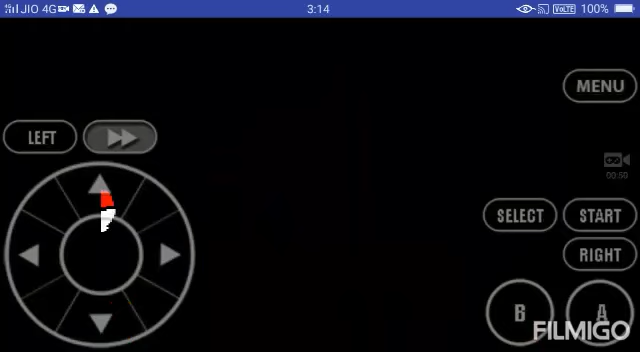 JIO 4G 3:14 VoLTE 100%
MENU
LEFT
00:50
SELECT START
RIGHT
B A
FILMIGO